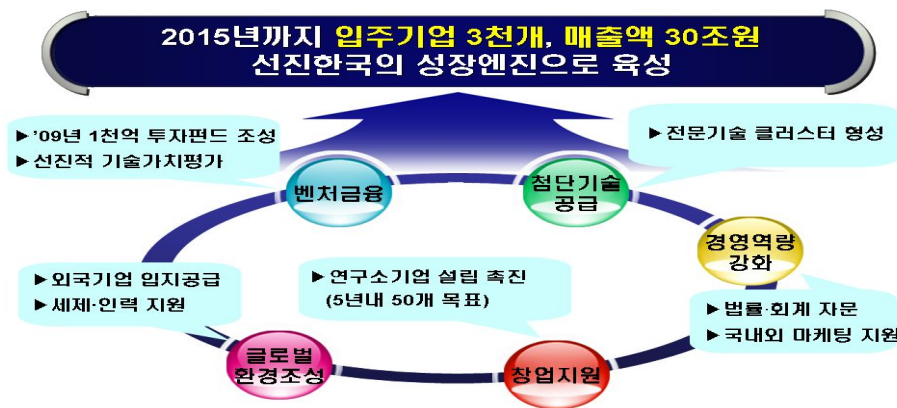 2015년까지 입주기업 3천개, 매출액 30조원
선진한국의 성장엔진으로 육성
▶'09년 1천억 투자펀드 조성
▶선진적 기술가치평가
▶전문기술 클러스터 형성
벤처금융
첨단기술
공급
경영역량
강화
▶외국기업 입지공급
▶세제·인력 지원
▶연구소기업 설립 촉진
(5년내 50개 목표)
▶법률·회계 자문
▶국내외 마케팅 지원
글로벌
환경조성
창업지원